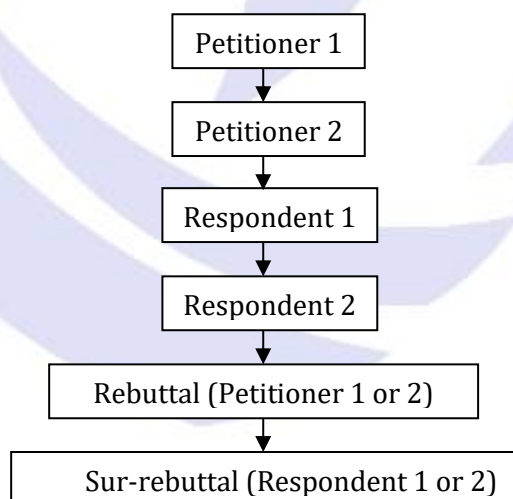 Petitioner 1
Petitioner 2
Respondent 1
Respondent 2
Rebuttal (Petitioner 1 or 2)
Sur-rebuttal (Respondent 1 or 2)